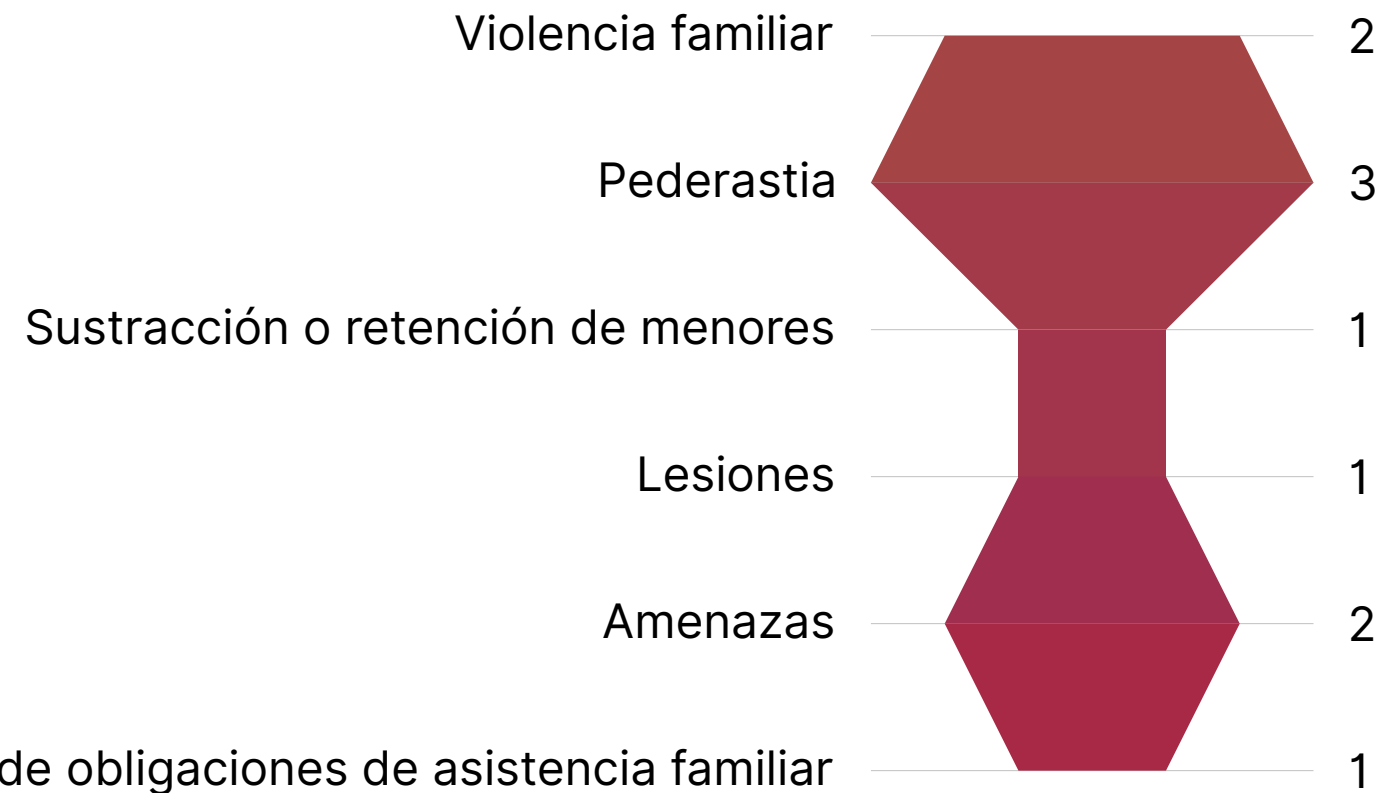 Violencia familiar 2
Pederastia 3
Sustracción o retención de menores 1
Lesiones 1
Amenazas 2
de obligaciones de asistencia familiar 1